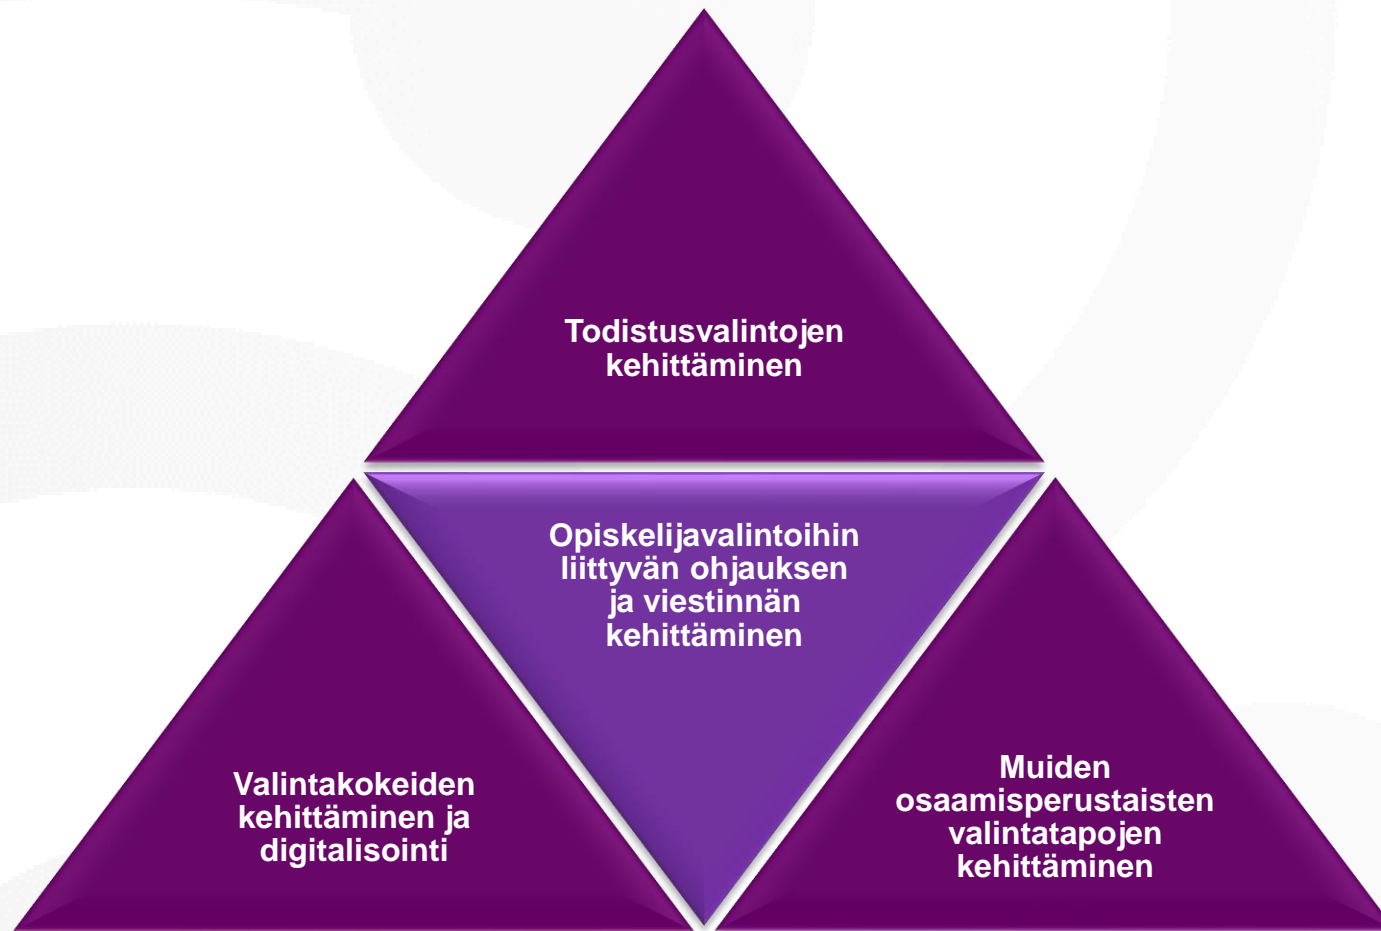 Todistusvalintojen
kehittäminen
Opiskelijavalintoihin
liittyvän ohjauksen
ja viestinnän
kehittäminen
Valintakokeiden
kehittäminen ja
digitalisointi
Muiden
osaamisperustaisten
valintatapojen
kehittäminen